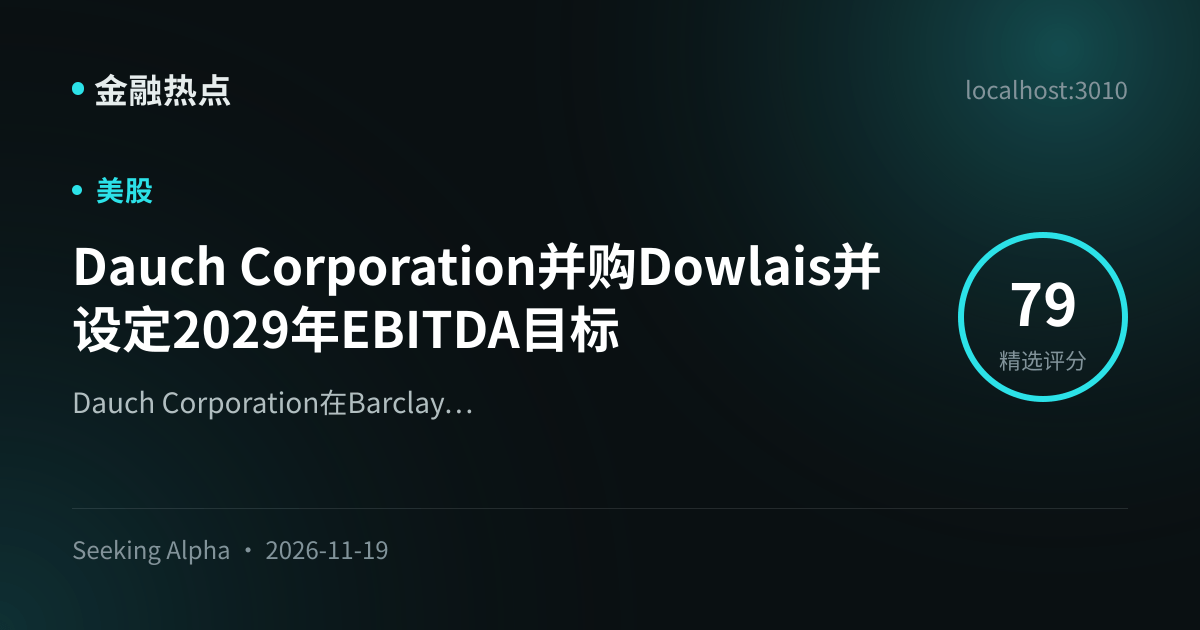 金融热点
localhost:3010
美股
Dauch Corporation并购Dowlais并
设定2029年EBITDA目标
79
精选评分
Dauch Corporation在Barclay…
Seeking Alpha · 2026-11-19